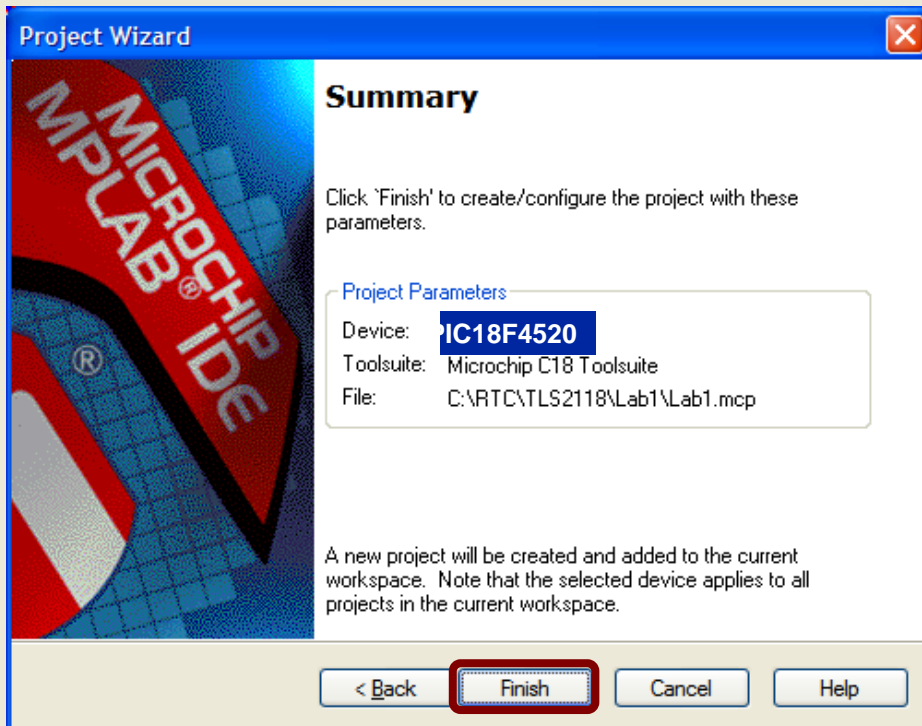 Project Wizard
MICROCHIP
MPLAB® IDE
®
Summary
Click `Finish' to create/configure the project with these
parameters.
Project Parameters
Device: PIC18F4520
Toolsuite: Microchip C18 Toolsuite
File: C:\RTC\TLS2118\Lab1\Lab1.mcp
A new project will be created and added to the current
workspace. Note that the selected device applies to all
projects in the current workspace.
< Back Finish Cancel Help